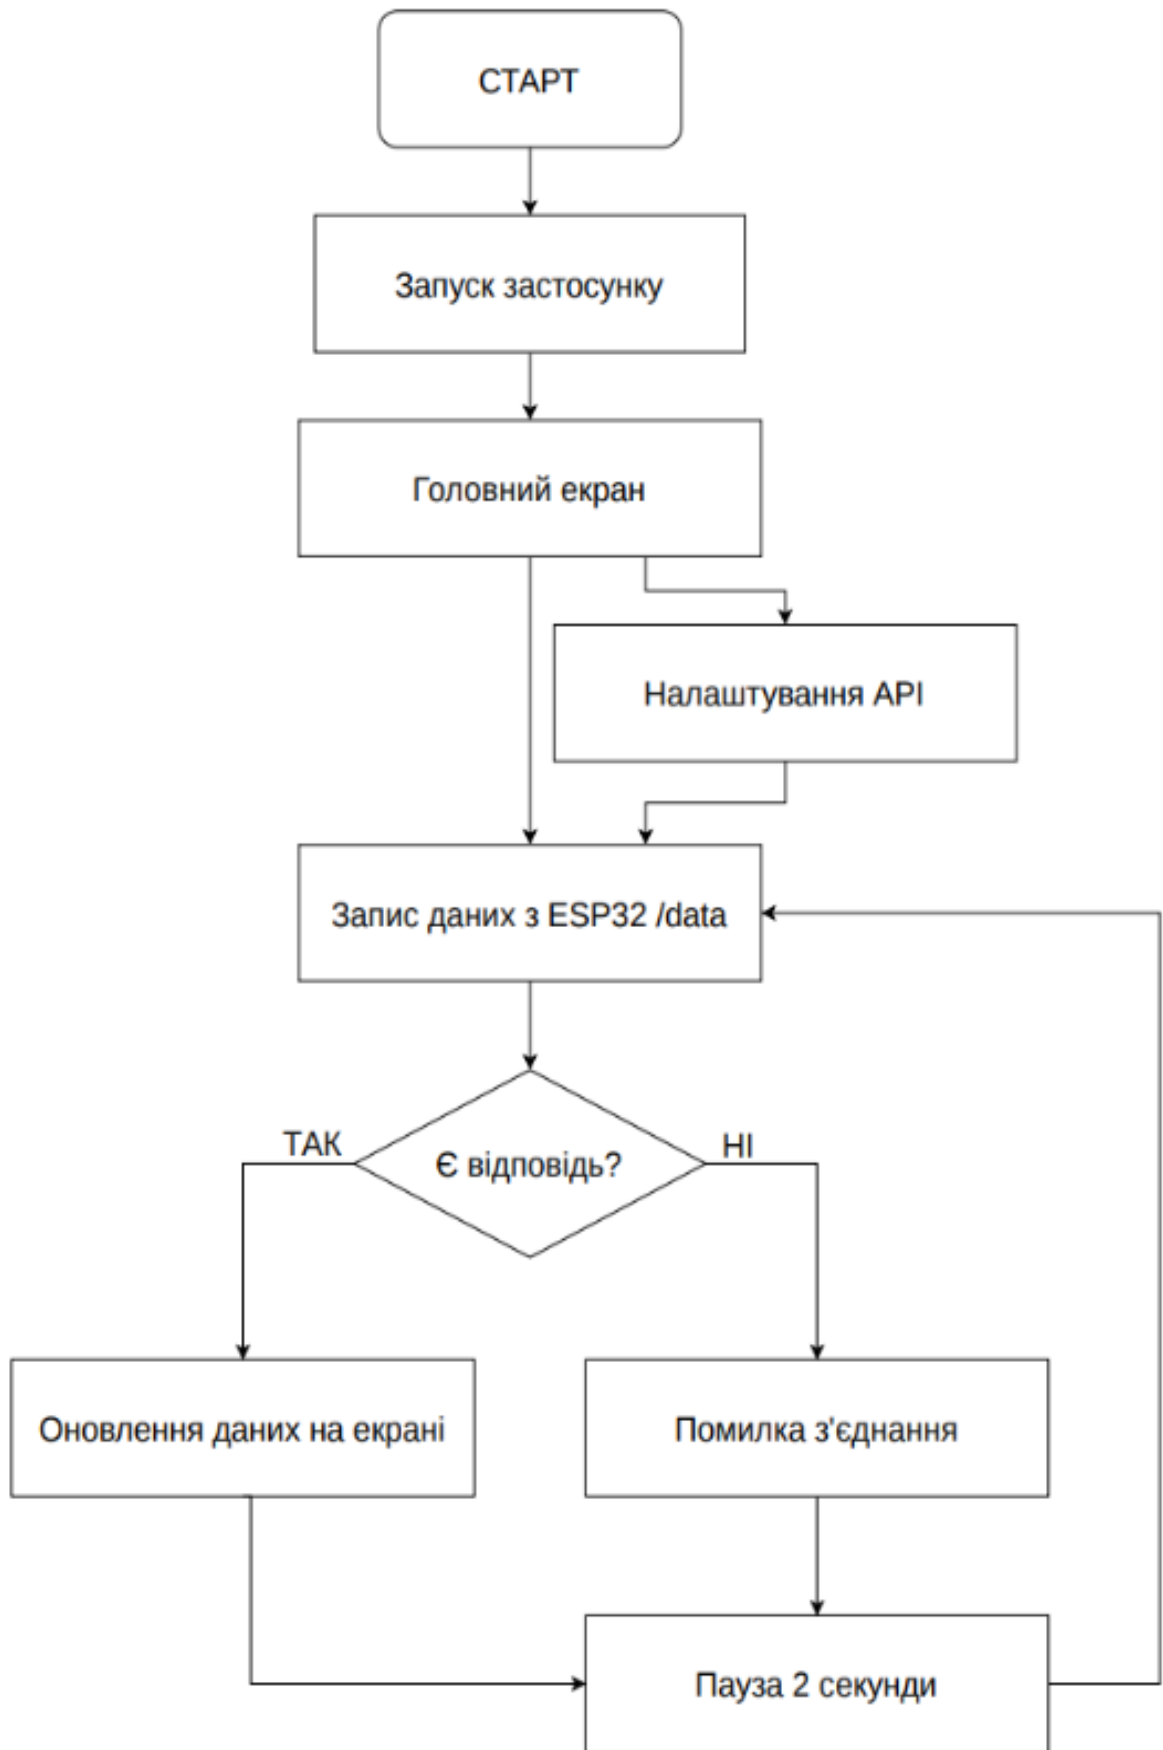 СТАРТ
Запуск застосунку
Головний екран
Налаштування API
Запис даних з ESP32 /data
Є відповідь?
ТАК
НІ
Оновлення даних на екрані
Помилка з'єднання
Пауза 2 секунди